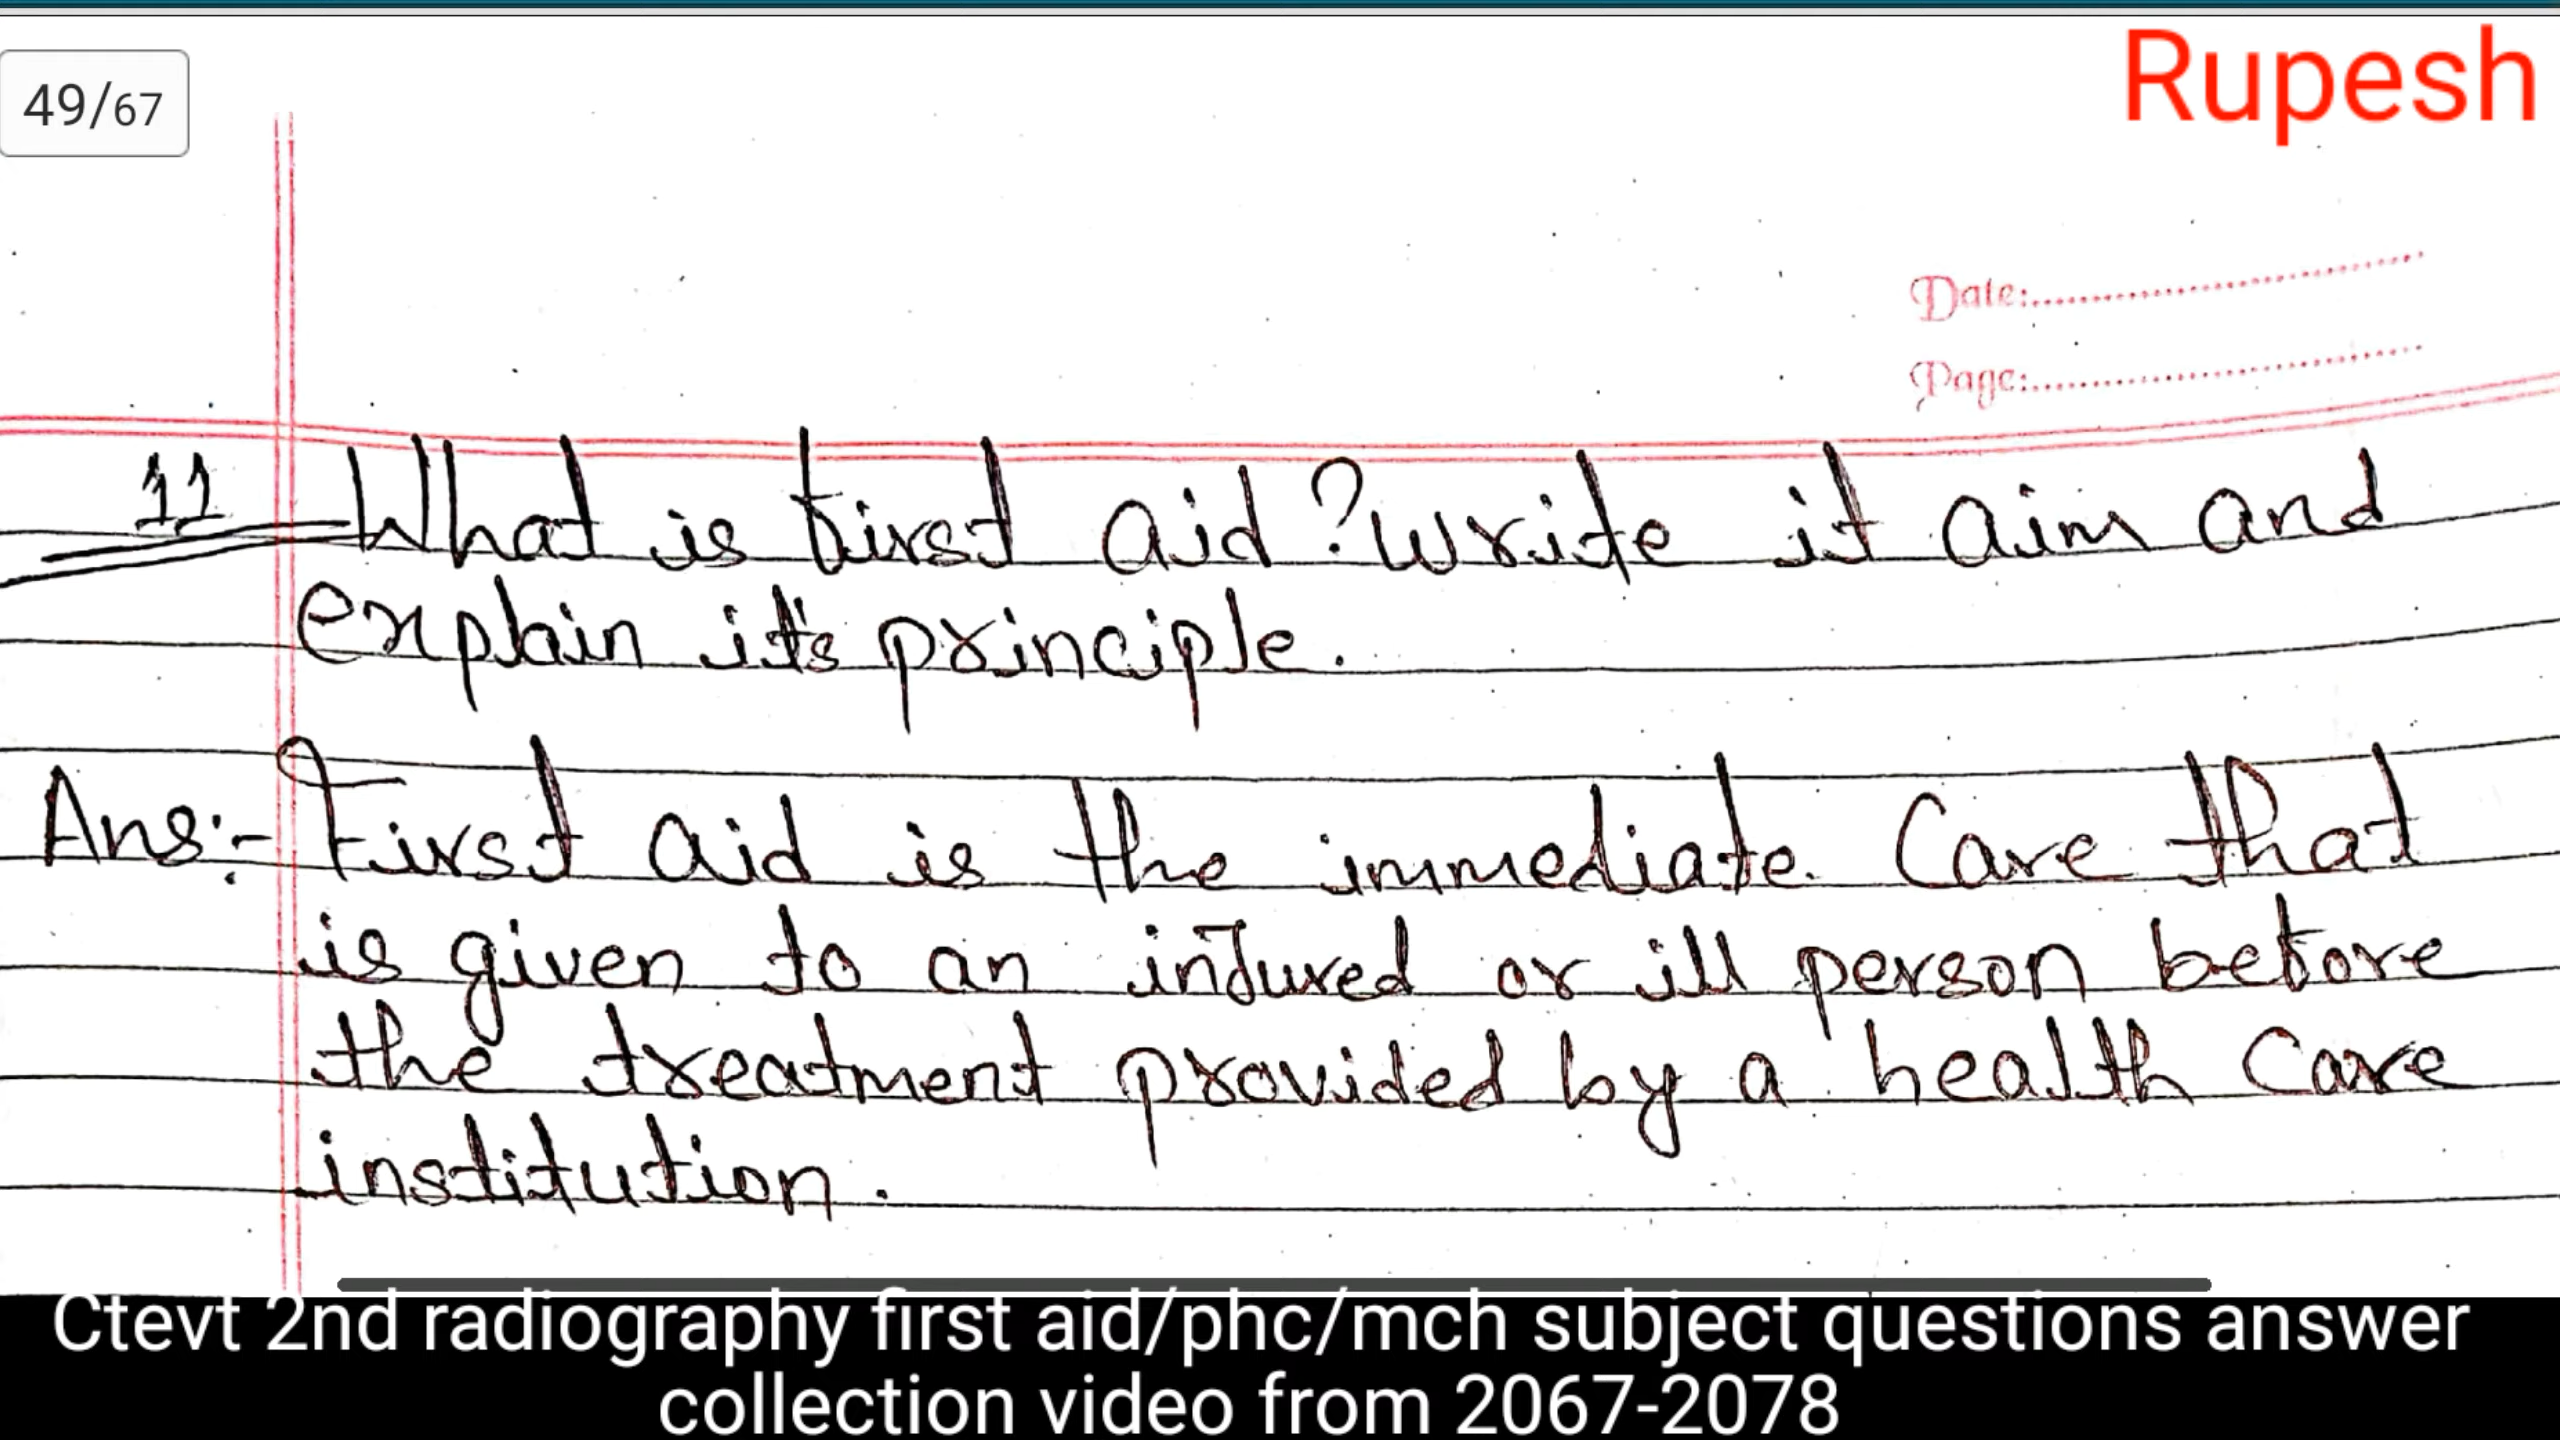 Rupesh
49/67
Date:
Page:
11 What is first aid? write it aim and
explain it's principle.
Ans:- First aid is the immediate Care that
is given to an injured or ill person before
the treatment provided by a health Care
institution.
Ctevt 2nd radiography first aid/phc/mch subject questions answer
collection video from 2067-2078